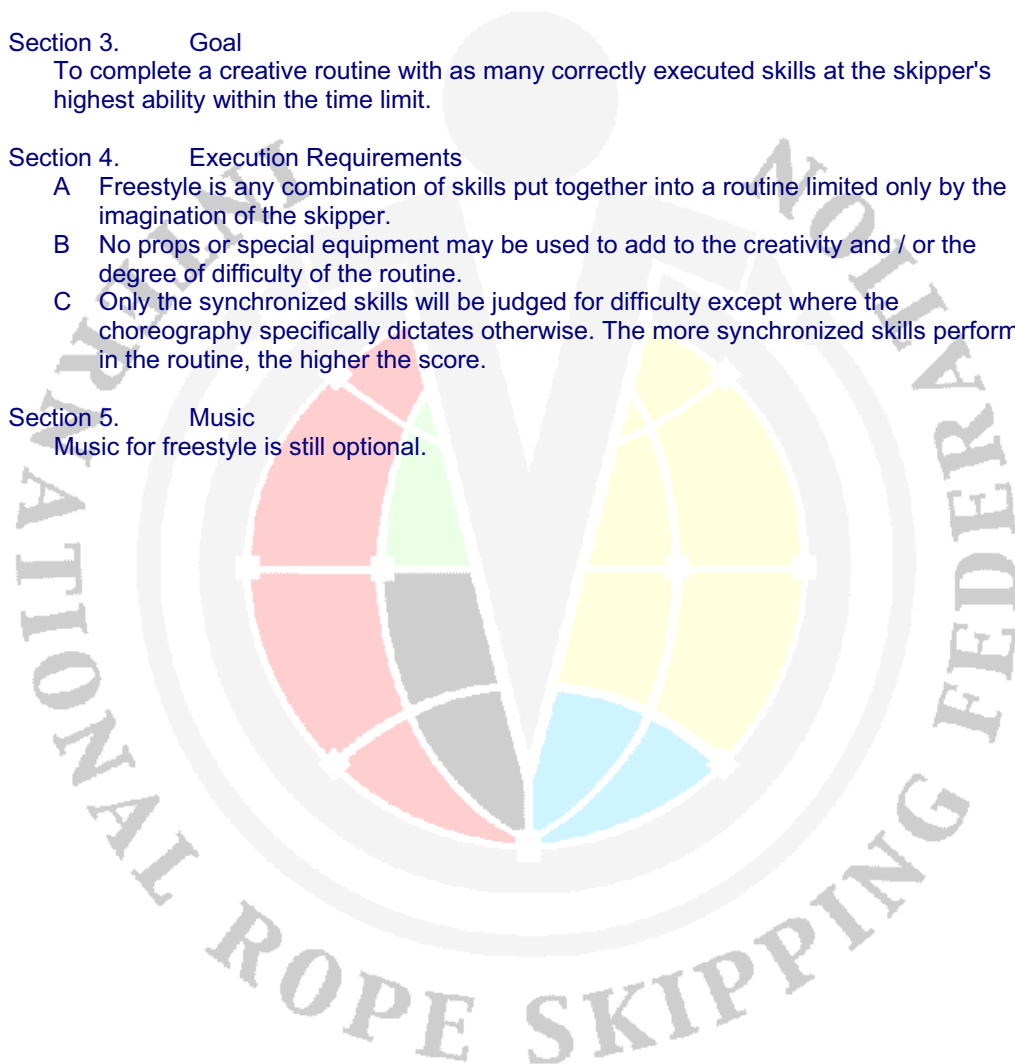 Section 3. Goal
To complete a creative routine with as many correctly executed skills at the skipper's
highest ability within the time limit.
Section 4. Execution Requirements
A Freestyle is any combination of skills put together into a routine limited only by the
imagination of the skipper.
B No props or special equipment may be used to add to the creativity and / or the
degree of difficulty of the routine.
C Only the synchronized skills will be judged for difficulty except where the
choreography specifically dictates otherwise. The more synchronized skills perform
in the routine, the higher the score.
Section 5. Music
Music for freestyle is still optional.
INTERNATIONAL ROPE SKIPPING FEDERATION